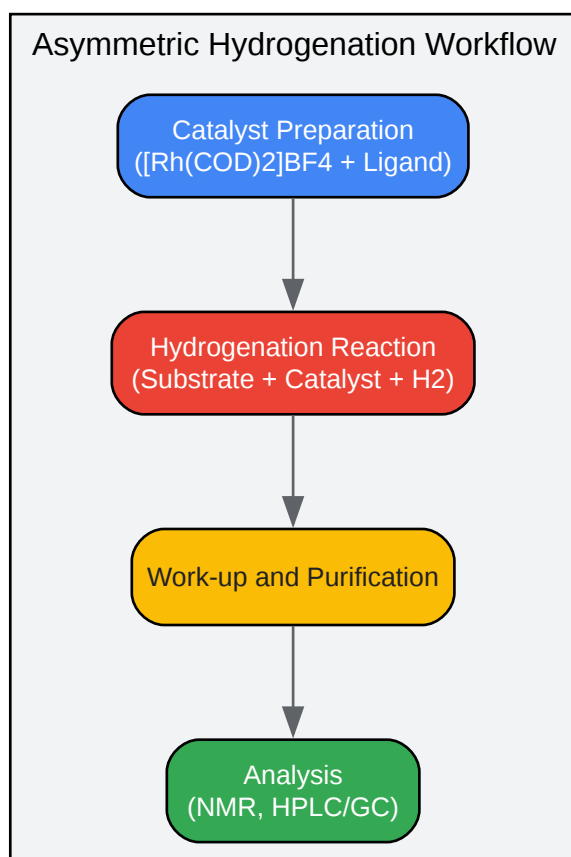 Asymmetric Hydrogenation Workflow
Catalyst Preparation
([Rh(COD)2]BF4 + Ligand)
Hydrogenation Reaction
(Substrate + Catalyst + H2)
Work-up and Purification
Analysis
(NMR, HPLC/GC)